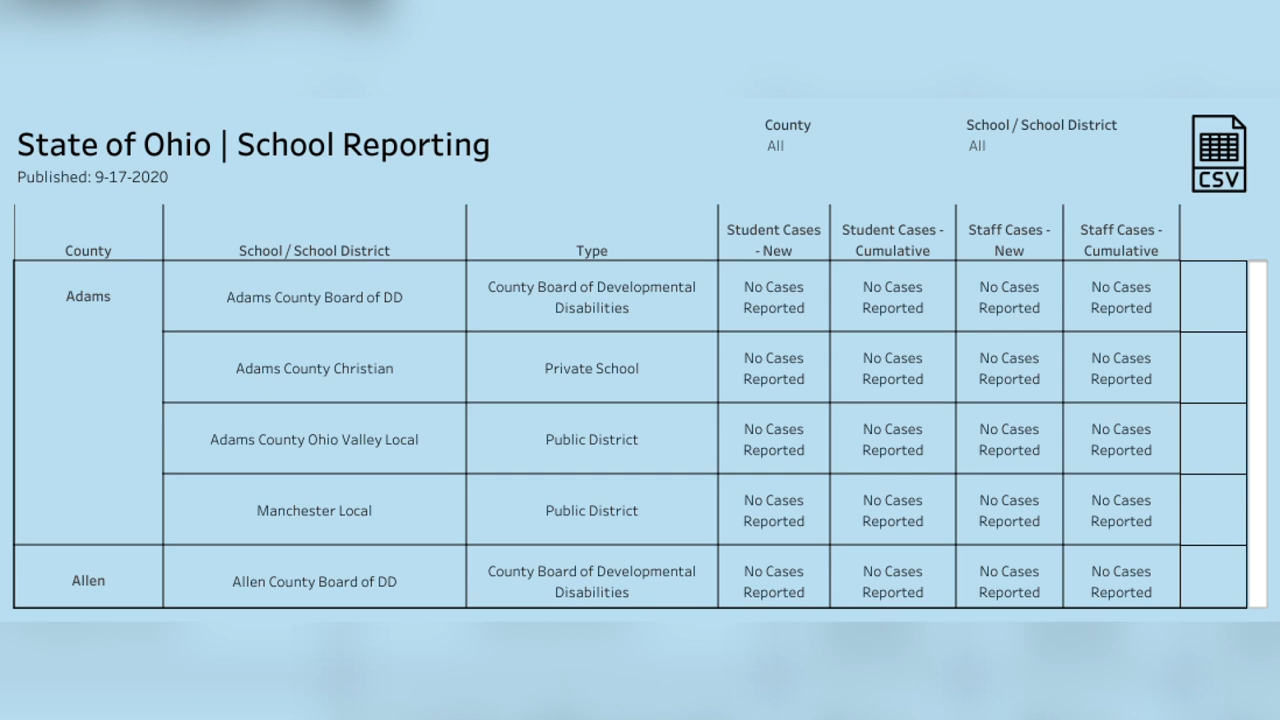 State of Ohio | School Reporting
Published: 9-17-2020
County
All
School / School District
All
CSV
County
School / School District
Type
Student Cases
- New
Student Cases -
Cumulative
Staff Cases -
New
Staff Cases -
Cumulative
Adams
Adams County Board of DD
County Board of Developmental
Disabilities
No Cases
Reported
No Cases
Reported
No Cases
Reported
No Cases
Reported
Adams County Christian
Private School
No Cases
Reported
No Cases
Reported
No Cases
Reported
No Cases
Reported
Adams County Ohio Valley Local
Public District
No Cases
Reported
No Cases
Reported
No Cases
Reported
No Cases
Reported
Manchester Local
Public District
No Cases
Reported
No Cases
Reported
No Cases
Reported
No Cases
Reported
Allen
Allen County Board of DD
County Board of Developmental
Disabilities
No Cases
Reported
No Cases
Reported
No Cases
Reported
No Cases
Reported